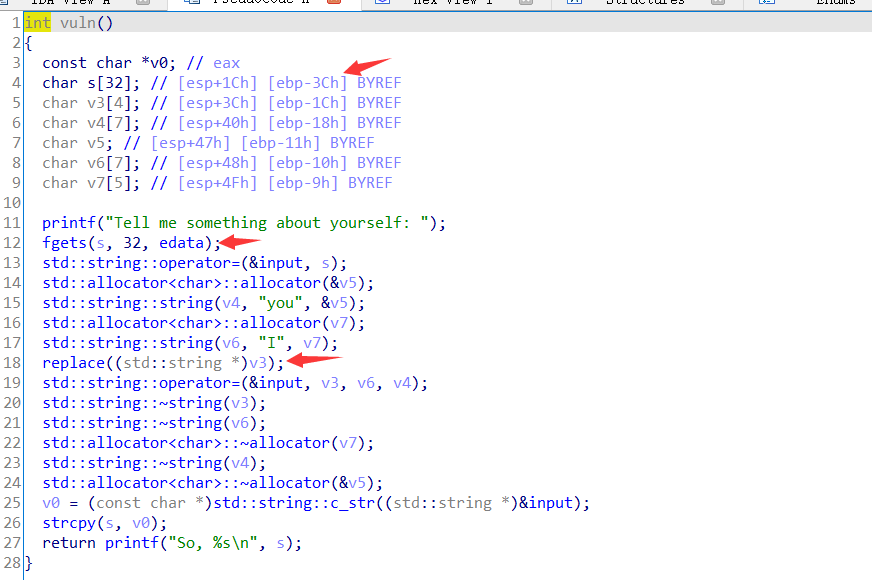 IDA View A Pseudocode A Hex View 1 Structures Enums
1 int vuln()
2 {
3 const char *v0; // eax
4 char s[32]; // [esp+1Ch] [ebp-3Ch] BYREF
5 char v3[4]; // [esp+3Ch] [ebp-1Ch] BYREF
6 char v4[7]; // [esp+40h] [ebp-18h] BYREF
7 char v5; // [esp+47h] [ebp-11h] BYREF
8 char v6[7]; // [esp+48h] [ebp-10h] BYREF
9 char v7[5]; // [esp+4Fh] [ebp-9h] BYREF
10
11 printf("Tell me something about yourself: ");
12 fgets(s, 32, edata);
13 std::string::operator=(&input, s);
14 std::allocator<char>::allocator(&v5);
15 std::string::string(v4, "you", &v5);
16 std::allocator<char>::allocator(v7);
17 std::string::string(v6, "I", v7);
18 replace((std::string *)v3);
19 std::string::operator=(&input, v3, v6, v4);
20 std::string::~string(v3);
21 std::string::~string(v6);
22 std::allocator<char>::~allocator(v7);
23 std::string::~string(v4);
24 std::allocator<char>::~allocator(&v5);
25 v0 = (const char *)std::string::c_str((std::string *)&input);
26 strcpy(s, v0);
27 return printf("So, %s\n", s);
28 }